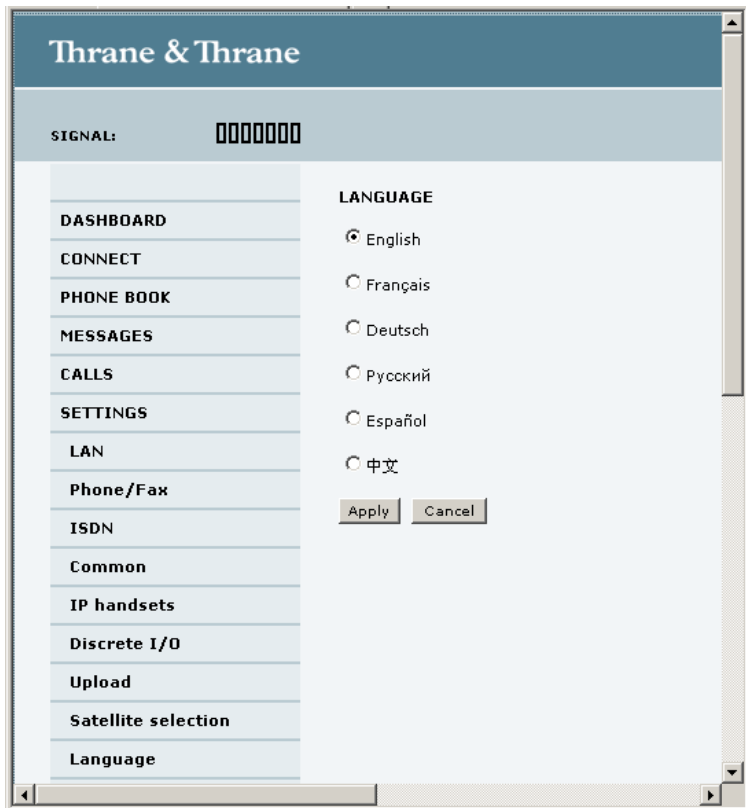 Thrane & Thrane
SIGNAL:
DASHBOARD
CONNECT
PHONE BOOK
MESSAGES
CALLS
SETTINGS
LAN
Phone/Fax
ISDN
Common
IP handsets
Discrete I/O
Upload
Satellite selection
Language
LANGUAGE
English
Français
Deutsch
Русский
Español
中文
Apply Cancel